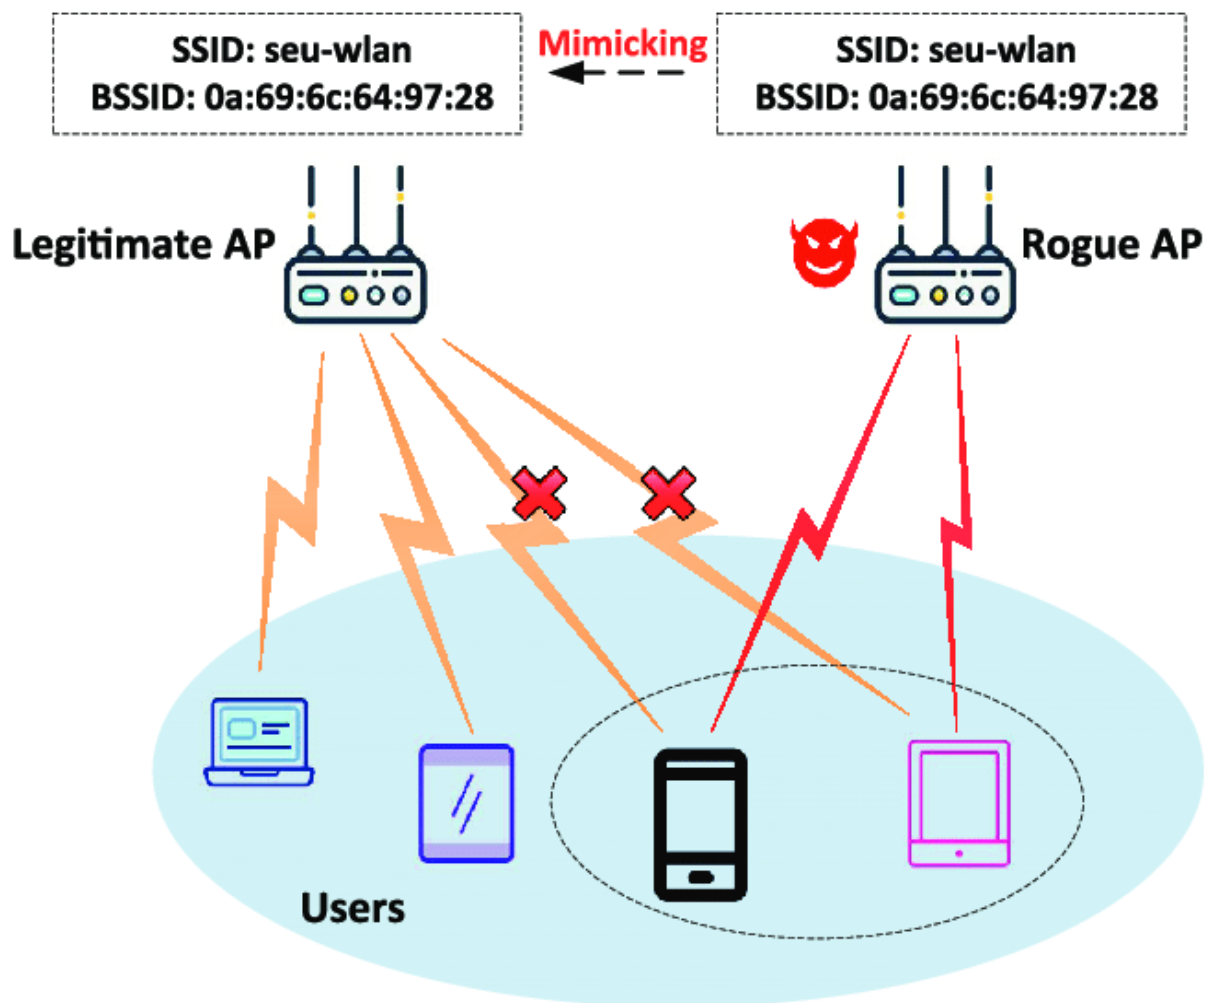 SSID: seu-wlan
BSSID: 0a:69:6c:64:97:28
Mimicking
SSID: seu-wlan
BSSID: 0a:69:6c:64:97:28
Legitimate AP
Rogue AP
Users